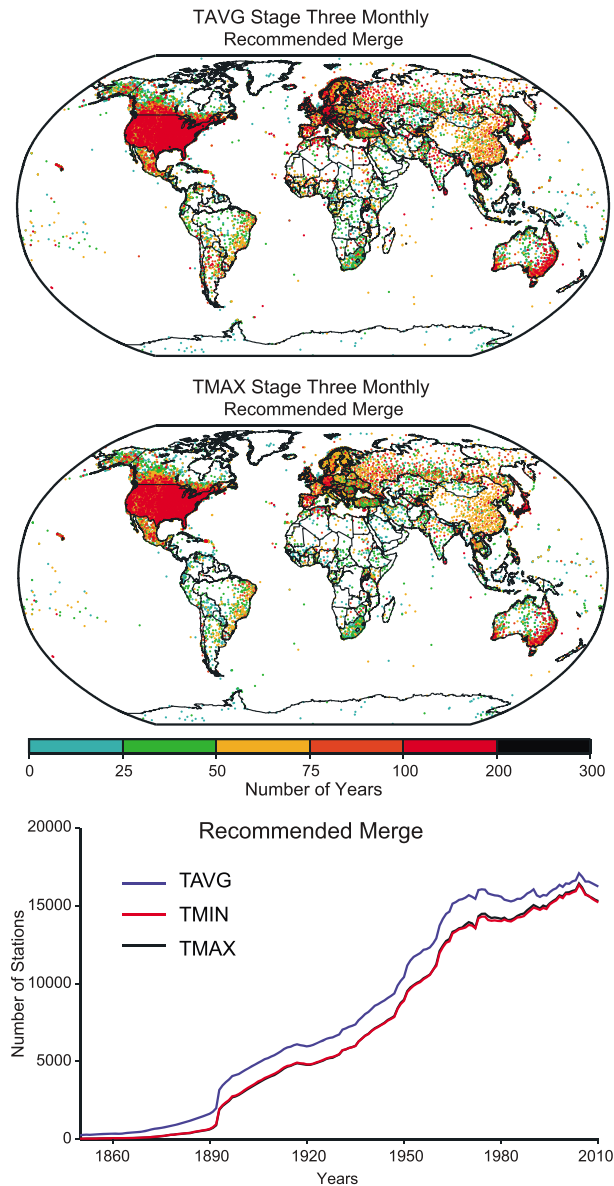 TAVG Stage Three Monthly
Recommended Merge
TMAX Stage Three Monthly
Recommended Merge
0 25 50 75 100 200 300
Number of Years
Recommended Merge
20000
15000
10000
5000
0
Number of Stations
TAVG
TMIN
TMAX
1860 1890 1920 1950 1980 2010
Years